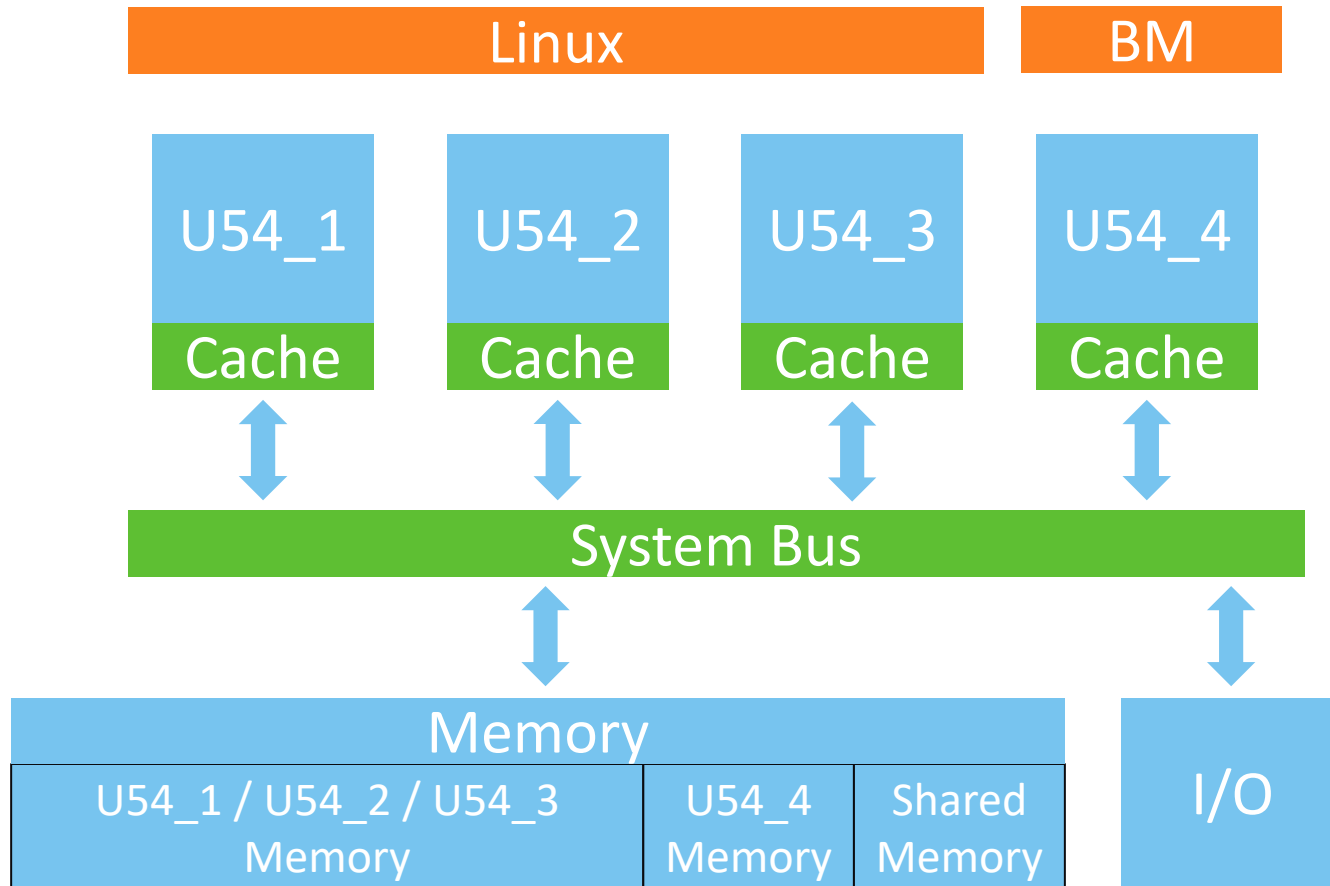 Linux
BM
U54_1
U54_2
U54_3
U54_4
Cache
Cache
Cache
Cache
System Bus
Memory
U54_1 / U54_2 / U54_3
Memory
U54_4
Memory
Shared
Memory
I/O